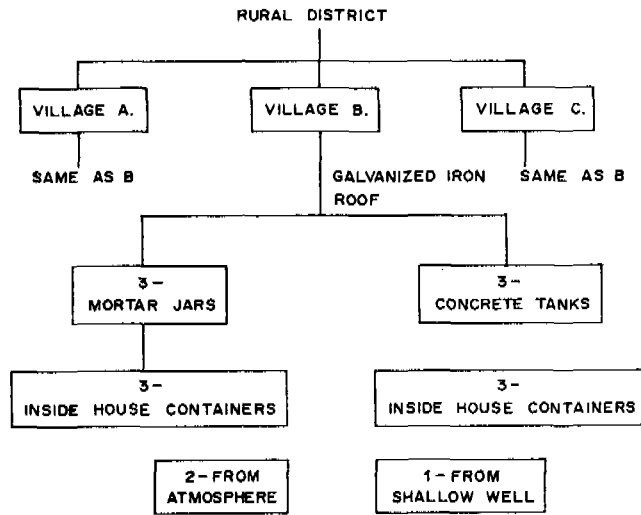 RURAL DISTRICT
VILLAGE A.
VILLAGE B.
VILLAGE C.
SAME AS B
GALVANIZED IRON
ROOF
SAME AS B
3-
MORTAR JARS
3-
CONCRETE TANKS
3-
INSIDE HOUSE CONTAINERS
3-
INSIDE HOUSE CONTAINERS
2-FROM
ATMOSPHERE
1-FROM
SHALLOW WELL